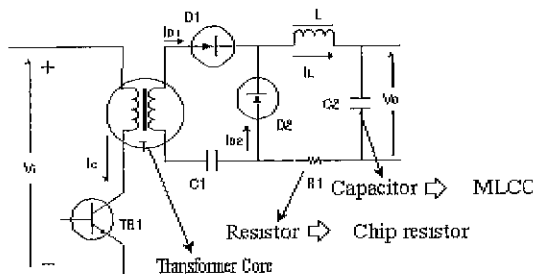 D1
L
ID1
IL
+
C2
Vo
D2
Vi
T
ID2
Ic
C1
R1
Capacitor ⇨ MLCC
TR1
Resistor ⇨ Chip resistor
−
Transformer Core